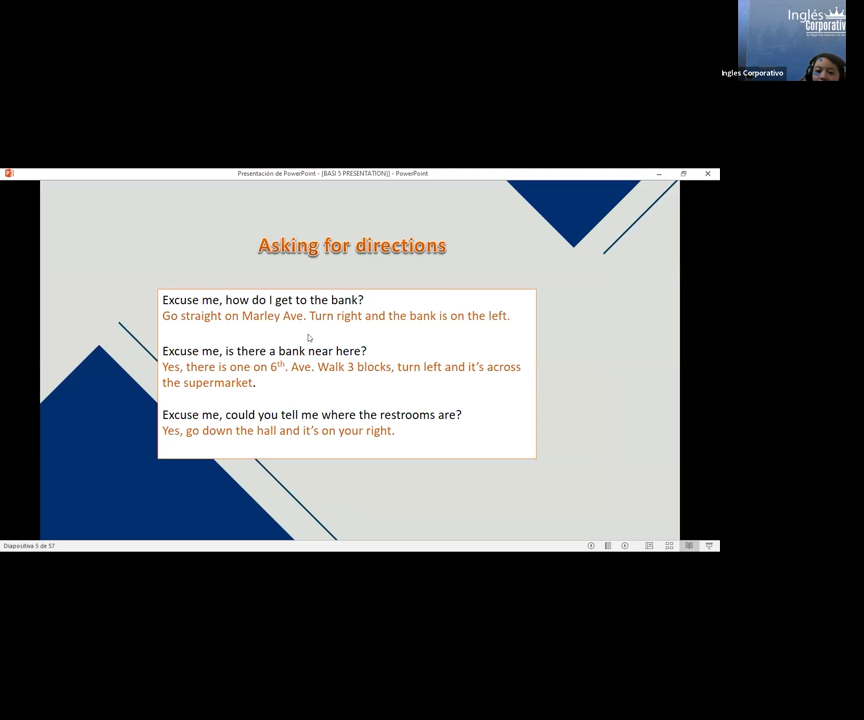 Inglés
Corporativo
Ingles Corporativo
Presentación de PowerPoint - [BASI 5 PRESENTATION)] - PowerPoint
Asking for directions
Excuse me, how do I get to the bank?
Go straight on Marley Ave. Turn right and the bank is on the left.
Excuse me, is there a bank near here?
Yes, there is one on 6th. Ave. Walk 3 blocks, turn left and it's across
the supermarket.
Excuse me, could you tell me where the restrooms are?
Yes, go down the hall and it's on your right.
Diapositiva 5 de 57